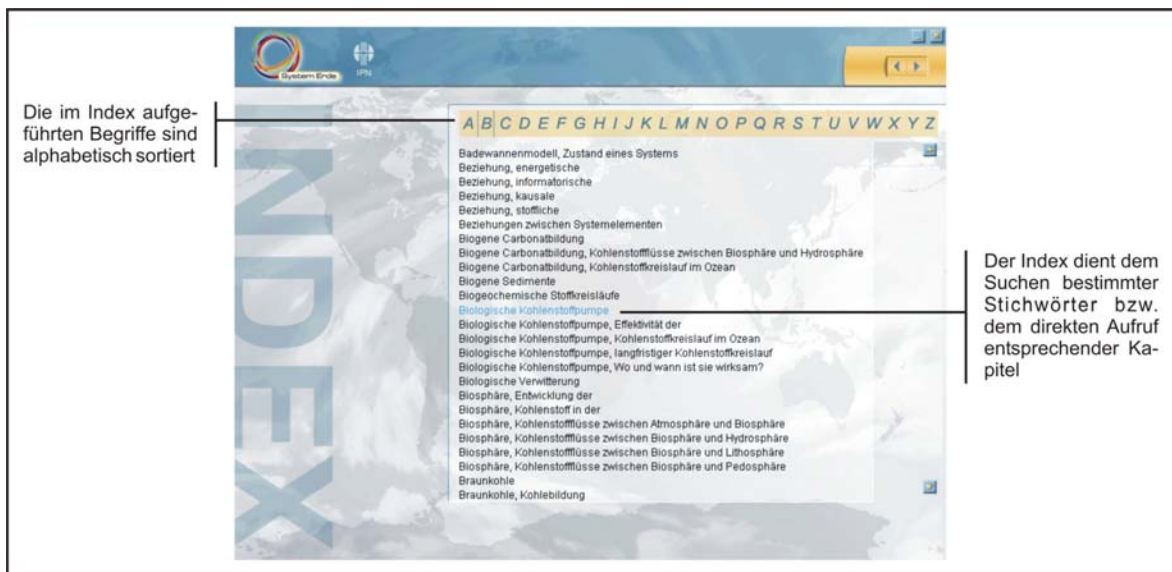 System Erde
IPN
INDEX
Die im Index aufge-
führten Begriffe sind
alphabetisch sortiert
A B C D E F G H I J K L M N O P Q R S T U V W X Y Z
Badewannenmodell, Zustand eines Systems
Beziehung, energetische
Beziehung, informatorische
Beziehung, kausale
Beziehung, stoffliche
Beziehungen zwischen Systemelementen
Biogene Carbonatbildung
Biogene Carbonatbildung, Kohlenstoffflüsse zwischen Biosphäre und Hydrosphäre
Biogene Carbonatbildung, Kohlenstoffkreislauf im Ozean
Biogene Sedimente
Biogeochemische Stoffkreisläufe
Biologische Kohlenstoffpumpe
Biologische Kohlenstoffpumpe, Effektivität der
Biologische Kohlenstoffpumpe, Kohlenstoffkreislauf im Ozean
Biologische Kohlenstoffpumpe, langfristiger Kohlenstoffkreislauf
Biologische Kohlenstoffpumpe, Wo und wann ist sie wirksam?
Biologische Verwitterung
Biosphäre, Entwicklung der
Biosphäre, Kohlenstoff in der
Biosphäre, Kohlenstoffflüsse zwischen Atmosphäre und Biosphäre
Biosphäre, Kohlenstoffflüsse zwischen Biosphäre und Hydrosphäre
Biosphäre, Kohlenstoffflüsse zwischen Biosphäre und Lithosphäre
Biosphäre, Kohlenstoffflüsse zwischen Biosphäre und Pedosphäre
Braunkohle
Braunkohle, Kohlebildung
Der Index dient dem
Suchen bestimmter
Stichwörter bzw.
dem direkten Aufruf
entsprechender Ka-
pitel